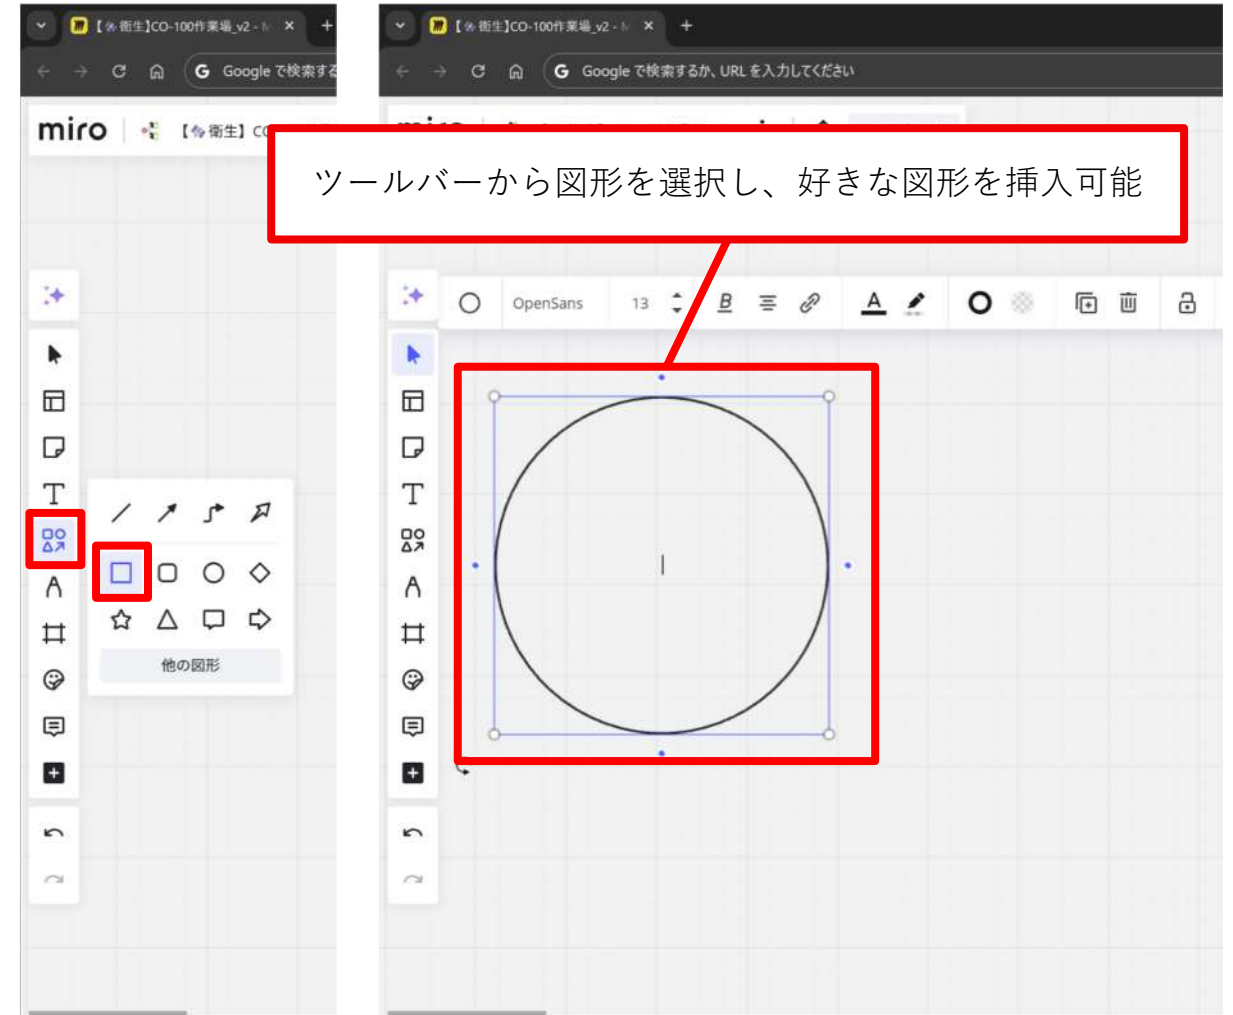 【衛生】CO-100作業場_v2 - M
Google で検索する
miro
【衛生】CO
他の図形
【衛生】CO-100作業場_v2 - M
Google で検索するか、URL を入力してください
ツールバーから図形を選択し、好きな図形を挿入可能
OpenSans 13 B A